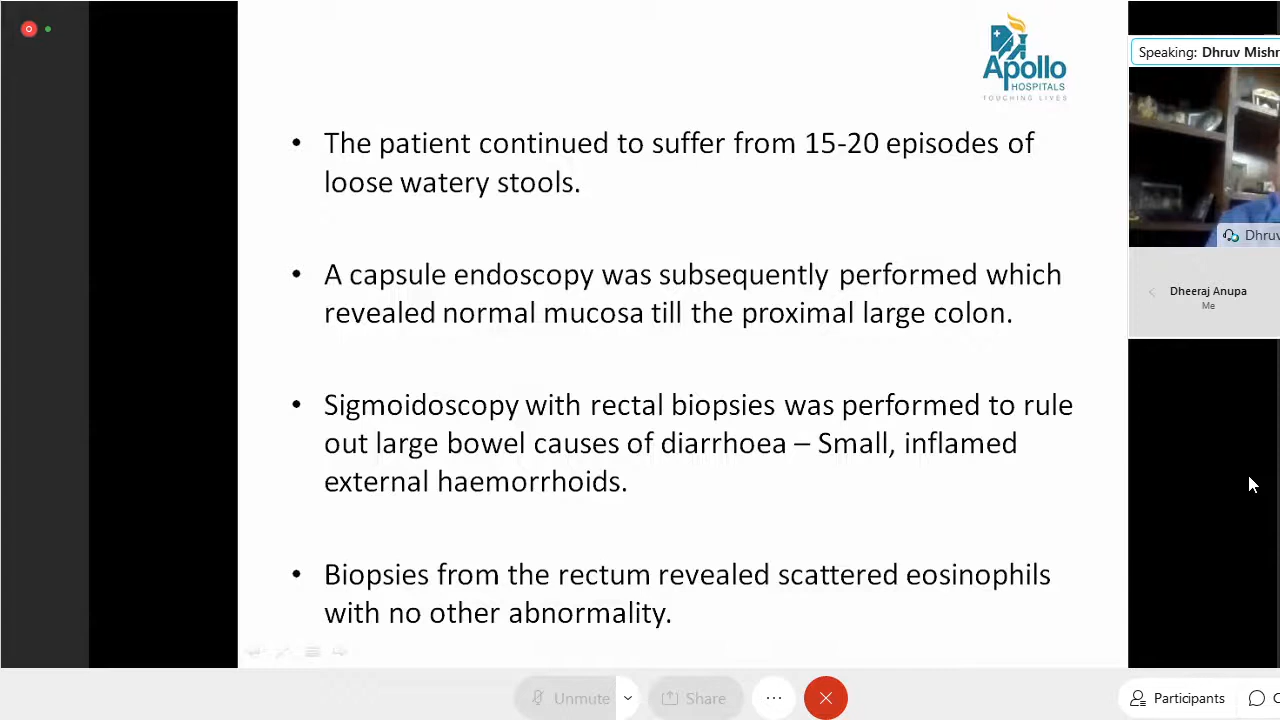 Apollo
HOSPITALS
TOUCHING LIVES
Speaking: Dhruv Mishr
• The patient continued to suffer from 15-20 episodes of
loose watery stools.
• A capsule endoscopy was subsequently performed which
revealed normal mucosa till the proximal large colon.
• Sigmoidoscopy with rectal biopsies was performed to rule
out large bowel causes of diarrhoea – Small, inflamed
external haemorrhoids.
• Biopsies from the rectum revealed scattered eosinophils
with no other abnormality.
Dhruv
Dheeraj Anupa
Me
Unmute
Share
Participants
C